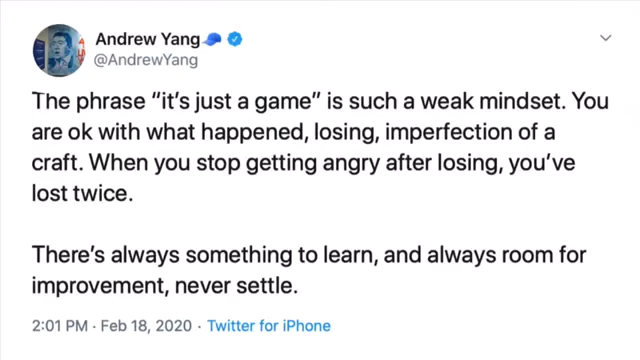 Andrew Yang🧢
@AndrewYang
The phrase “it’s just a game” is such a weak mindset. You
are ok with what happened, losing, imperfection of a
craft. When you stop getting angry after losing, you’ve
lost twice.
There’s always something to learn, and always room for
improvement, never settle.
2:01 PM · Feb 18, 2020 · Twitter for iPhone